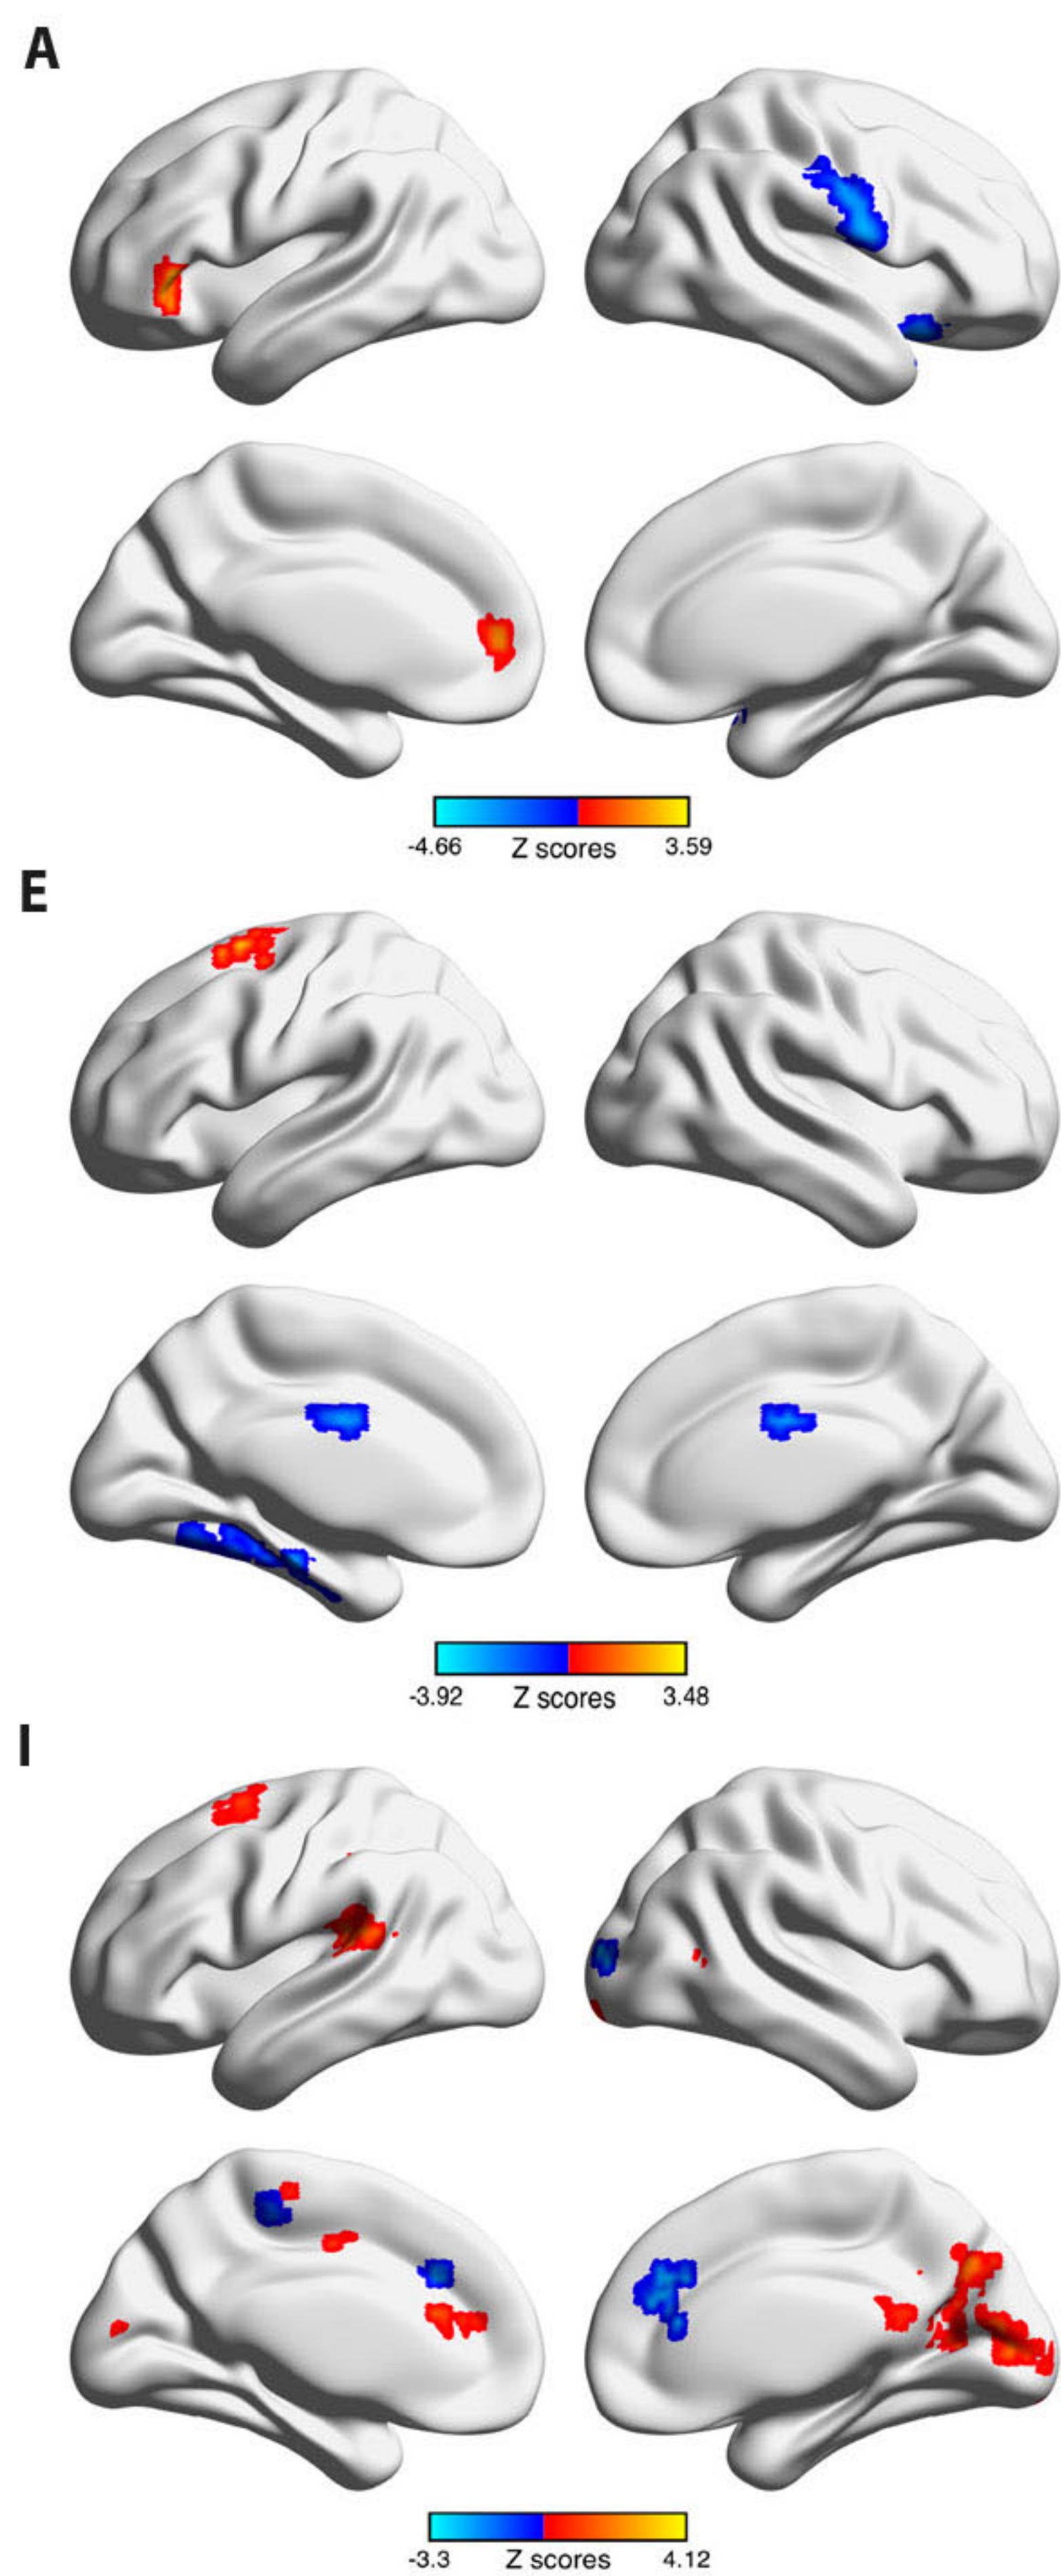 A
-4.66 Z scores 3.59
E
-3.92 Z scores 3.48
I
-3.3 Z scores 4.12